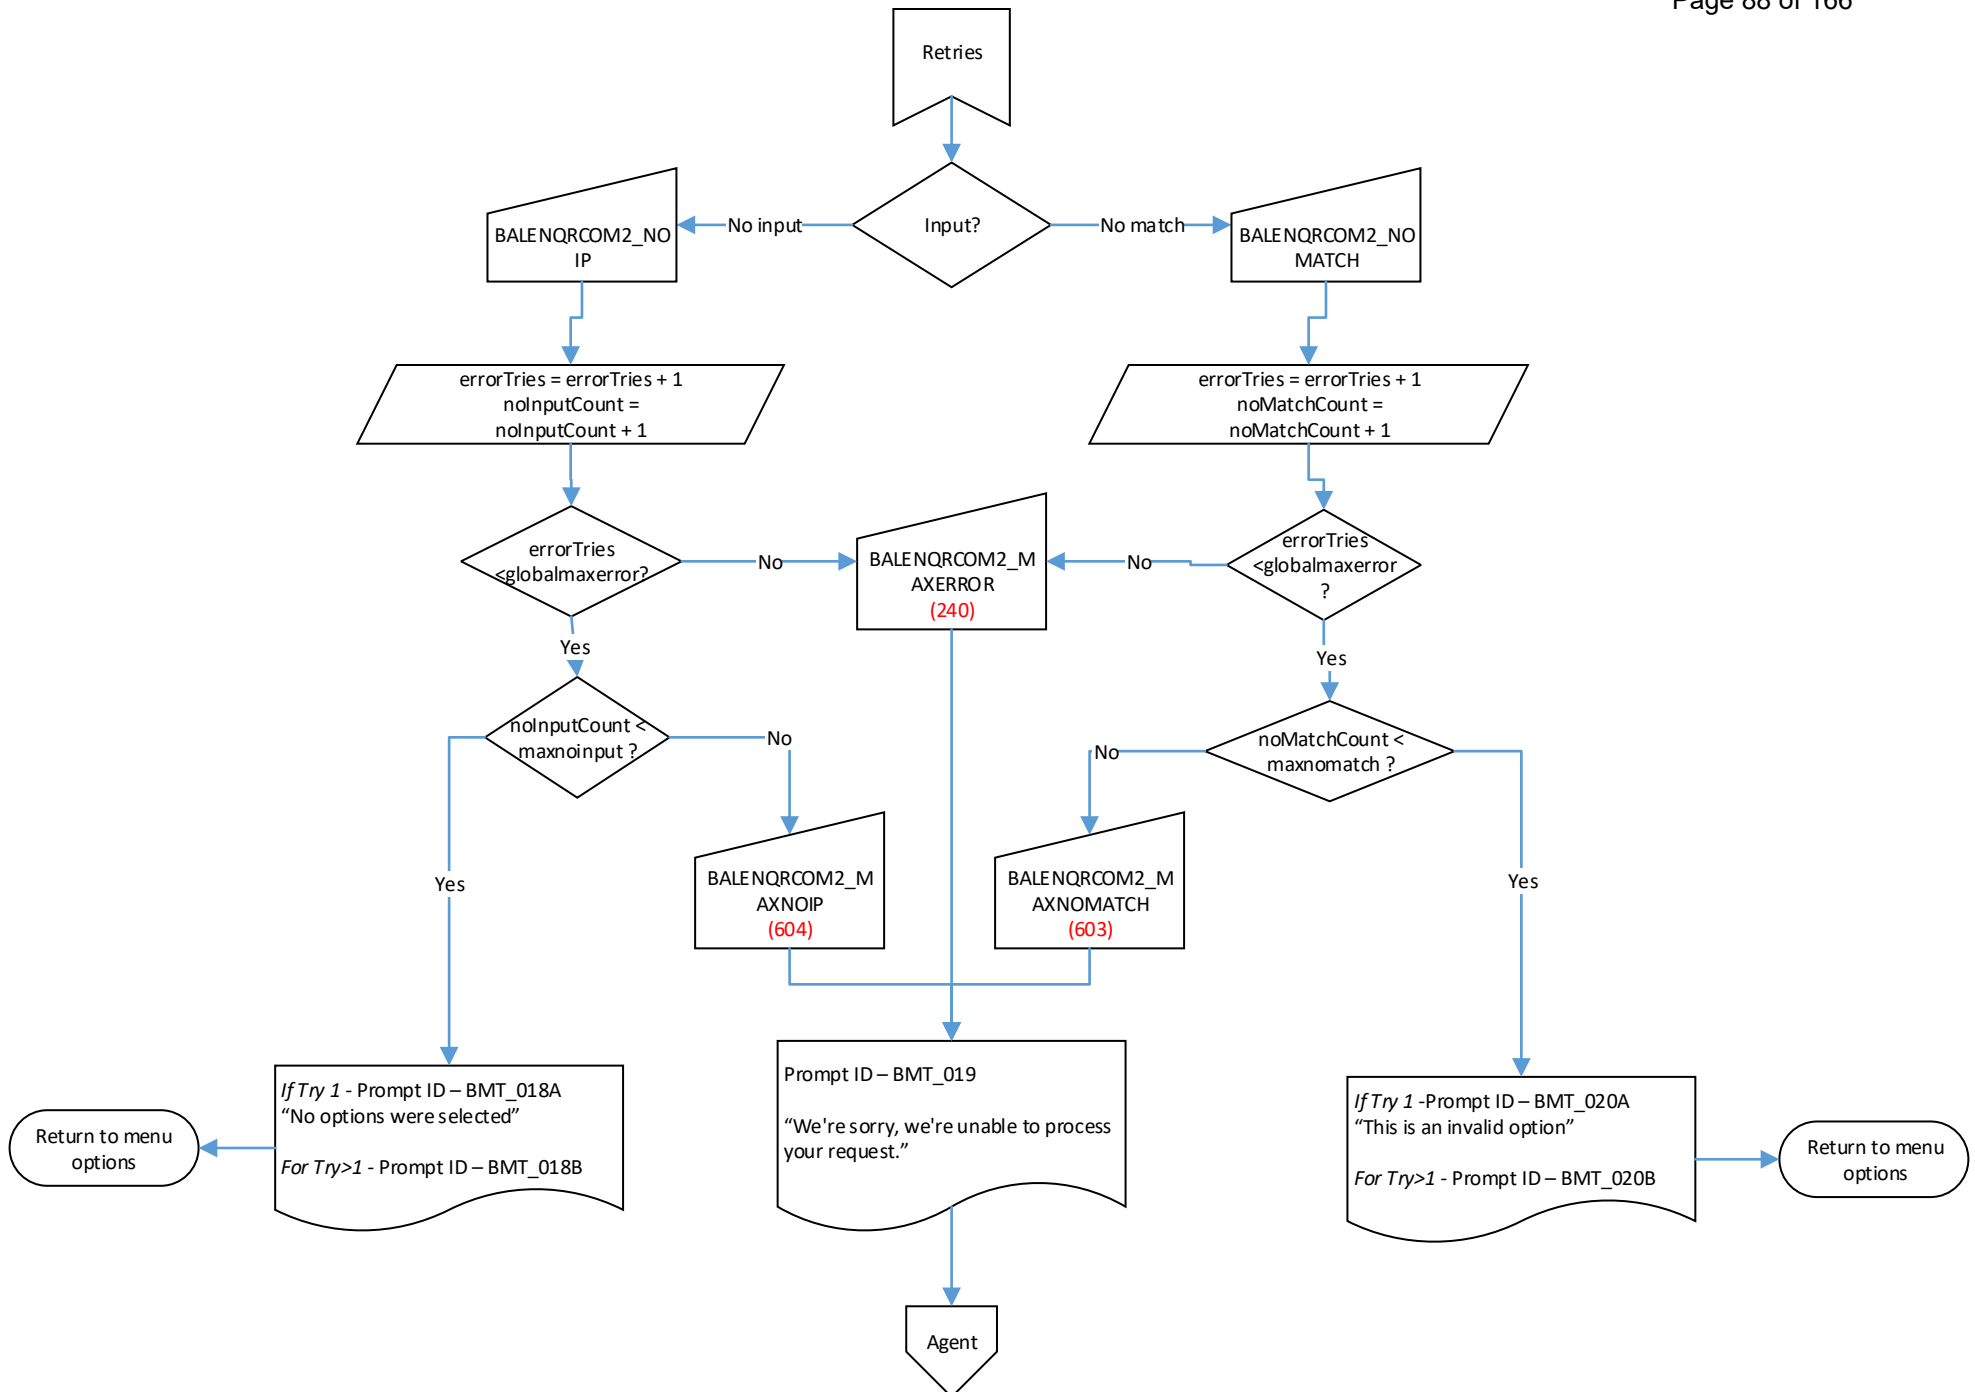 Page 88 of 166
Retries
Input?
No input
No match
BALENQRCOM2_NO
IP
BALENQRCOM2_NO
MATCH
errorTries = errorTries + 1
noInputCount =
noInputCount + 1
errorTries = errorTries + 1
noMatchCount =
noMatchCount + 1
errorTries
<globalmaxerror?
No
BALENQRCOM2_M
AXERROR
(240)
No
errorTries
<globalmaxerror
?
Yes
Yes
noInputCount <
maxnoinput ?
No
No
noMatchCount <
maxnomatch ?
Yes
BALENQRCOM2_M
AXNOIP
(604)
BALENQRCOM2_M
AXNOMATCH
(603)
Yes
If Try 1 - Prompt ID – BMT_018A
“No options were selected”
For Try>1 - Prompt ID – BMT_018B
Return to menu
options
Prompt ID – BMT_019
“We're sorry, we're unable to process
your request.”
If Try 1 -Prompt ID – BMT_020A
“This is an invalid option”
For Try>1 - Prompt ID – BMT_020B
Return to menu
options
Agent